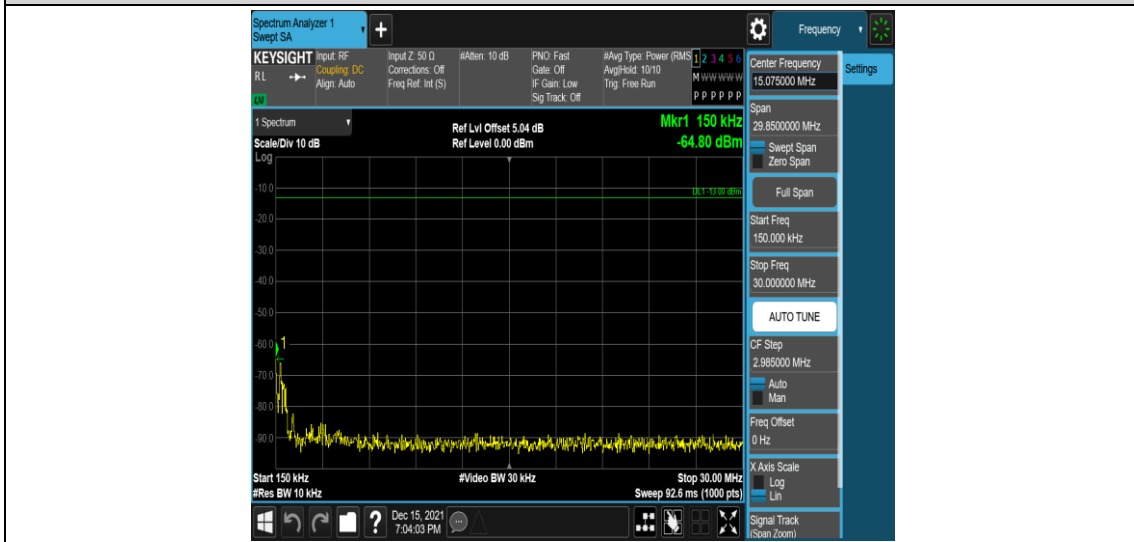 Spectrum Analyzer 1
Swept SA
+
Frequency
KEYSIGHT
RL
LXI
Input: RF
Coupling: DC
Align: Auto
Input Z: 50 Ω
Corrections: Off
Freq Ref: Int (S)
#Atten: 10 dB
PNO: Fast
Gate: Off
IF Gain: Low
Sig Track: Off
#Avg Type: Power (RMS
Avg|Hold: 10/10
Trig: Free Run
1 2 3 4 5 6
M W W W W W
P P P P P P
1 Spectrum
Scale/Div 10 dB
Log
Ref Lvl Offset 5.04 dB
Ref Level 0.00 dBm
Mkr1 150 kHz
-64.80 dBm
DL1 -13.00 dBm
-10.0
-20.0
-30.0
-40.0
-50.0
-60.0
1
-70.0
-80.0
-90.0
Start 150 kHz
#Video BW 30 kHz
Stop 30.00 MHz
#Res BW 10 kHz
Sweep 92.6 ms (1000 pts)
?
Dec 15, 2021
7:04:03 PM
Center Frequency
15.075000 MHz
Settings
Span
29.8500000 MHz
Swept Span
Zero Span
Full Span
Start Freq
150.000 kHz
Stop Freq
30.000000 MHz
AUTO TUNE
CF Step
2.985000 MHz
Auto
Man
Freq Offset
0 Hz
X Axis Scale
Log
Lin
Signal Track
(Span Zoom)